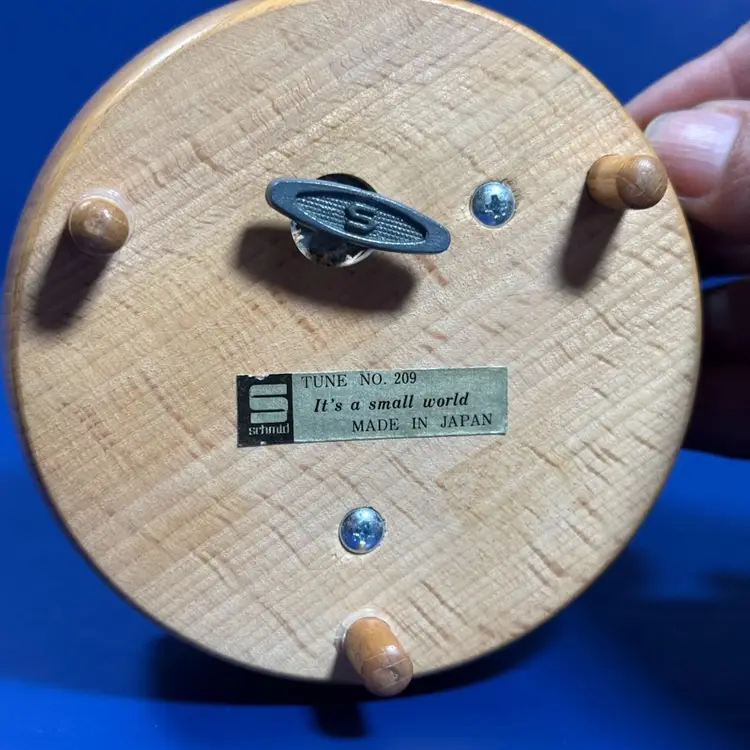 S
TUNE NO. 209
It's a small world
schmid
MADE IN JAPAN